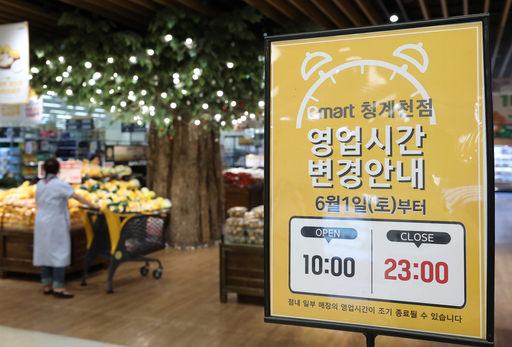 emart 청계천점
영업시간
변경안내
6월1일(토)부터
OPEN
CLOSE
10:00
23:00
점내 일부 매장의 영업시간이 조기 종료될 수 있습니다